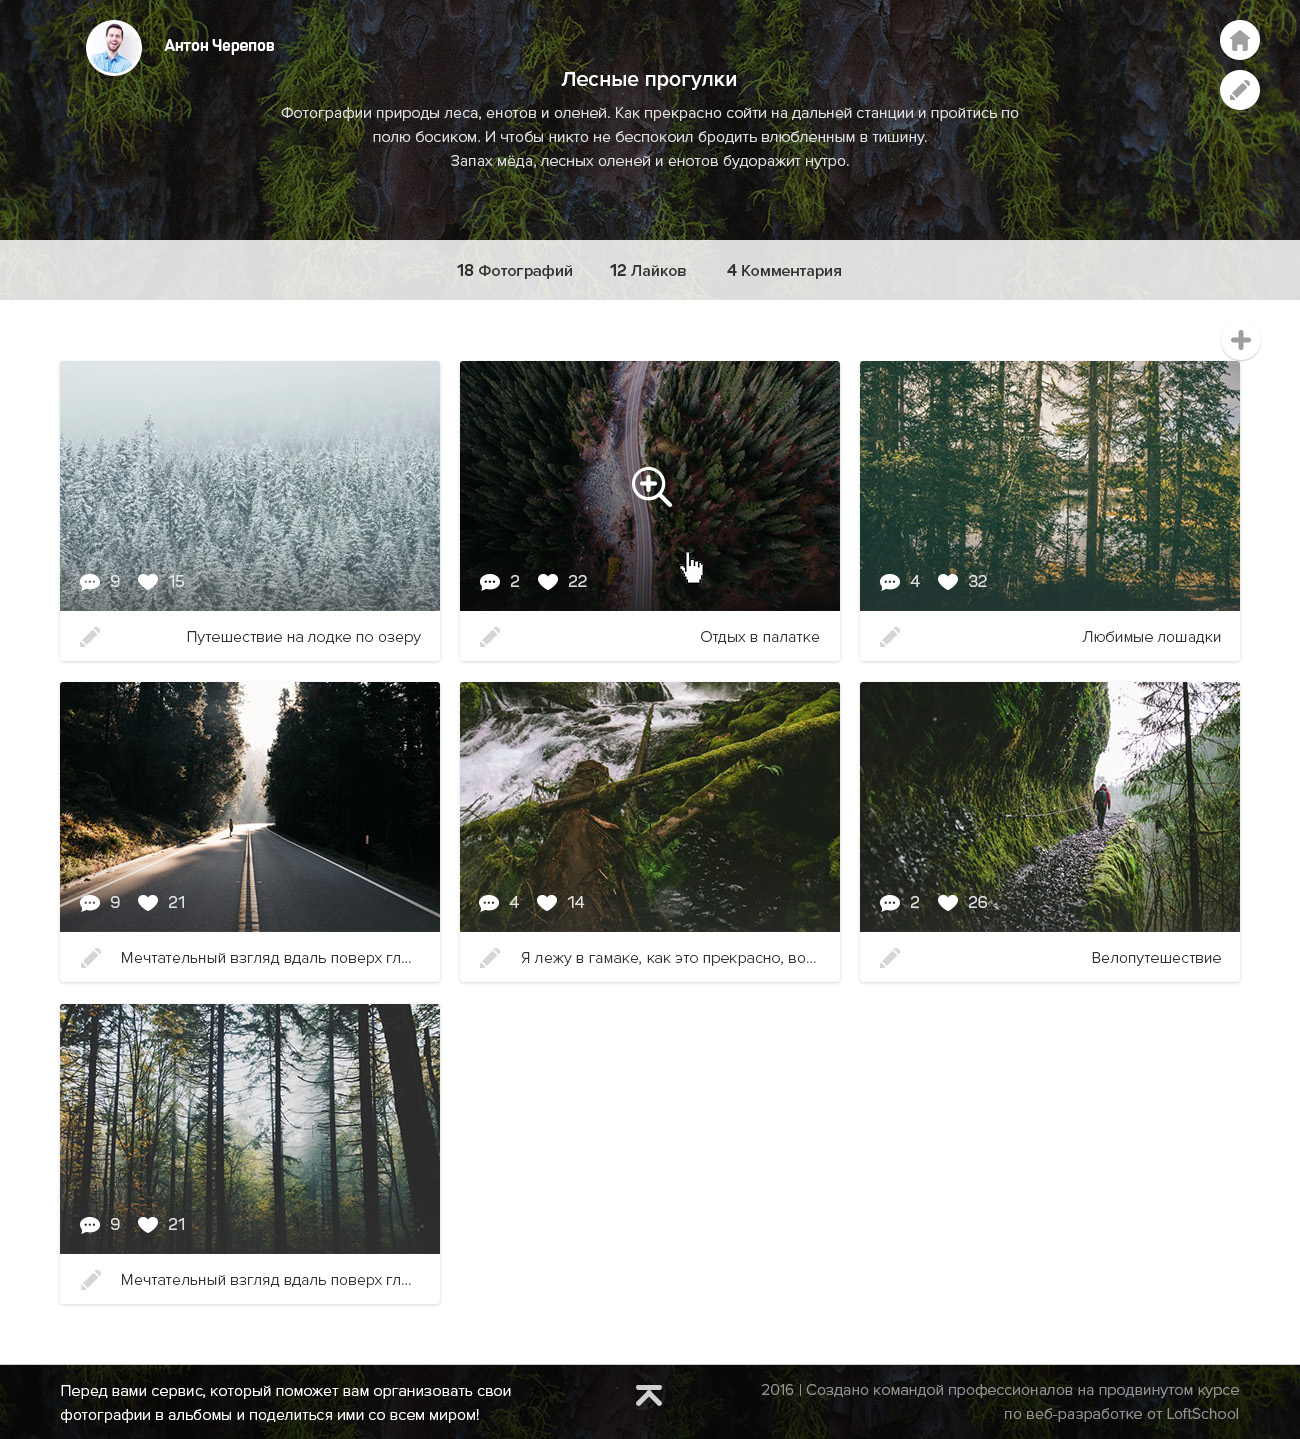 Антон Черепов
Лесные прогулки
Фотографии природы леса, енотов и оленей. Как прекрасно сойти на дальней станции и пройтись по
полю босиком. И чтобы никто не беспокоил бродить влюбленным в тишину.
Запах мёда, лесных оленей и енотов будоражит нутро.
18 Фотографий 12 Лайков 4 Комментария
9 15
Путешествие на лодке по озеру
2 22
Отдых в палатке
4 32
Любимые лошадки
9 21
Мечтательный взгляд вдаль поверх гл...
4 14
Я лежу в гамаке, как это прекрасно, во...
2 26
Велопутешествие
9 21
Мечтательный взгляд вдаль поверх гл...
Перед вами сервис, который поможет вам организовать свои
фотографии в альбомы и поделиться ими со всем миром!
2016 | Создано командой профессионалов на продвинутом курсе
по веб-разработке от LoftSchool